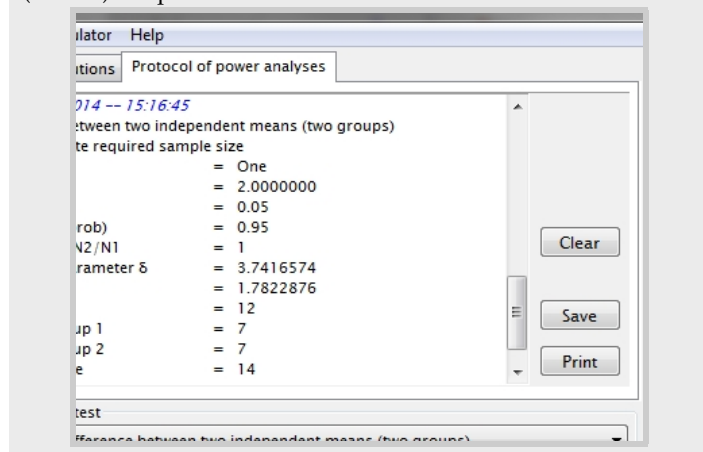 ulator Help
tions Protocol of power analyses
014 -- 15:16:45
etween two independent means (two groups)
te required sample size
= One
= 2.0000000
= 0.05
rob) = 0.95
N2/N1 = 1
rameter δ = 3.7416574
= 1.7822876
= 12
up 1 = 7
up 2 = 7
e = 14
Clear
Save
Print
test
fference between two independent means (two groups)